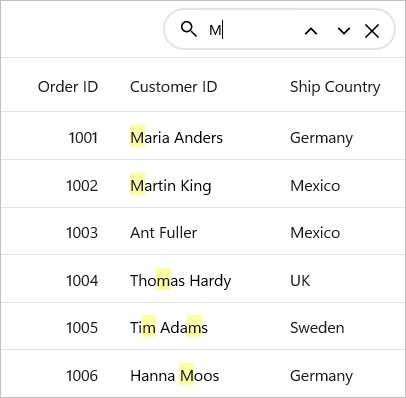 M
Order ID Customer ID Ship Country
1001 Maria Anders Germany
1002 Martin King Mexico
1003 Ant Fuller Mexico
1004 Thomas Hardy UK
1005 Tim Adams Sweden
1006 Hanna Moos Germany